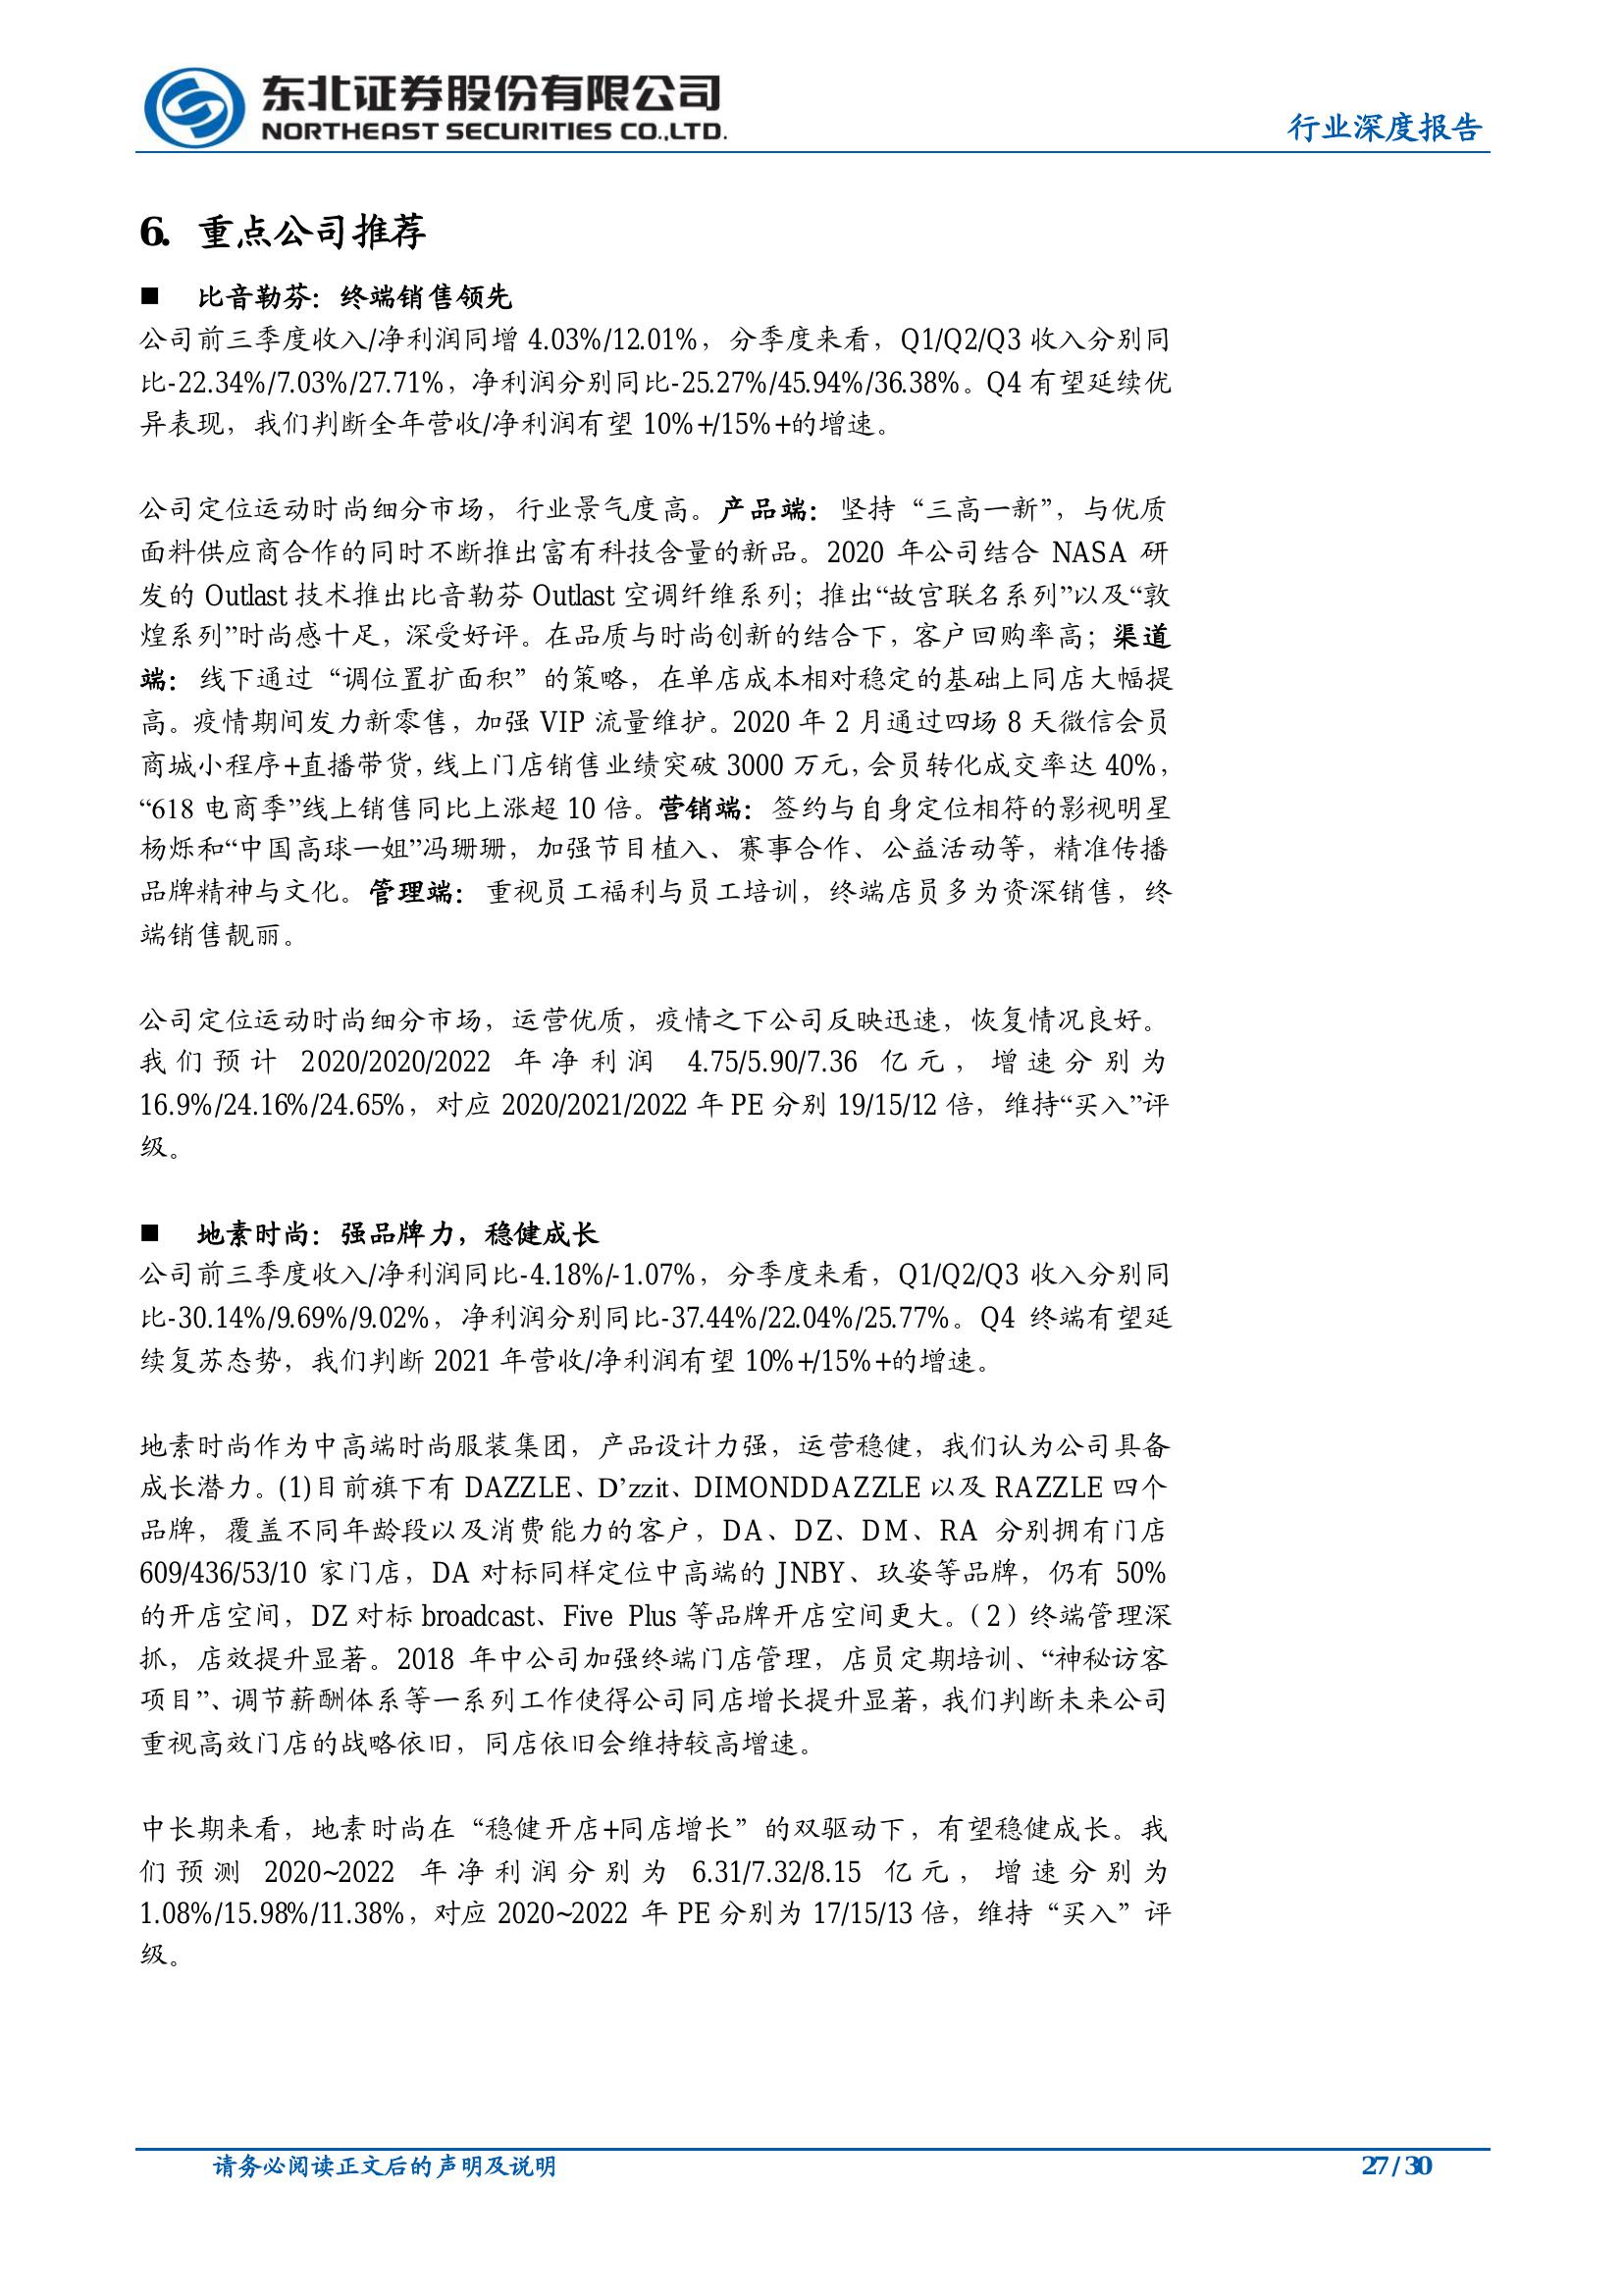 东北证券股份有限公司
NORTHEAST SECURITIES CO.,LTD.
行业深度报告
6. 重点公司推荐
■ 比音勒芬：终端销售领先
公司前三季度收入/净利润同增 4.03%/12.01%，分季度来看，Q1/Q2/Q3 收入分别同
比-22.34%/7.03%/27.71%，净利润分别同比-25.27%/45.94%/36.38%。Q4 有望延续优
异表现，我们判断全年营收/净利润有望 10%+/15%+的增速。
公司定位运动时尚细分市场，行业景气度高。产品端：坚持“三高一新”，与优质
面料供应商合作的同时不断推出富有科技含量的新品。2020 年公司结合 NASA 研
发的 Outlast 技术推出比音勒芬 Outlast 空调纤维系列；推出“故宫联名系列”以及“敦
煌系列”时尚感十足，深受好评。在品质与时尚创新的结合下，客户回购率高；渠道
端：线下通过“调位置扩面积”的策略，在单店成本相对稳定的基础上同店大幅提
高。疫情期间发力新零售，加强 VIP 流量维护。2020 年 2 月通过四场 8 天微信会员
商城小程序+直播带货，线上门店销售业绩突破 3000 万元，会员转化成交率达 40%，
“618 电商季”线上销售同比上涨超 10 倍。营销端：签约与自身定位相符的影视明星
杨烁和“中国高球一姐”冯珊珊，加强节目植入、赛事合作、公益活动等，精准传播
品牌精神与文化。管理端：重视员工福利与员工培训，终端店员多为资深销售，终
端销售靓丽。
公司定位运动时尚细分市场，运营优质，疫情之下公司反映迅速，恢复情况良好。
我们预计 2020/2020/2022 年净利润 4.75/5.90/7.36 亿元，增速分别为
16.9%/24.16%/24.65%，对应 2020/2021/2022 年 PE 分别 19/15/12 倍，维持“买入”评
级。
■ 地素时尚：强品牌力，稳健成长
公司前三季度收入/净利润同比-4.18%/-1.07%，分季度来看，Q1/Q2/Q3 收入分别同
比-30.14%/9.69%/9.02%，净利润分别同比-37.44%/22.04%/25.77%。Q4 终端有望延
续复苏态势，我们判断 2021 年营收/净利润有望 10%+/15%+的增速。
地素时尚作为中高端时尚服装集团，产品设计力强，运营稳健，我们认为公司具备
成长潜力。(1)目前旗下有 DAZZLE、D’zzit、DIMONDDAZZLE 以及 RAZZLE 四个
品牌，覆盖不同年龄段以及消费能力的客户，DA、DZ、DM、RA 分别拥有门店
609/436/53/10 家门店，DA 对标同样定位中高端的 JNBY、玖姿等品牌，仍有 50%
的开店空间，DZ 对标 broadcast、Five Plus 等品牌开店空间更大。（2）终端管理深
抓，店效提升显著。2018 年中公司加强终端门店管理，店员定期培训、“神秘访客
项目”、调节薪酬体系等一系列工作使得公司同店增长提升显著，我们判断未来公司
重视高效门店的战略依旧，同店依旧会维持较高增速。
中长期来看，地素时尚在“稳健开店+同店增长”的双驱动下，有望稳健成长。我
们预测 2020~2022 年净利润分别为 6.31/7.32/8.15 亿元，增速分别为
1.08%/15.98%/11.38%，对应 2020~2022 年 PE 分别为 17/15/13 倍，维持“买入”评
级。
请务必阅读正文后的声明及说明
27 / 30